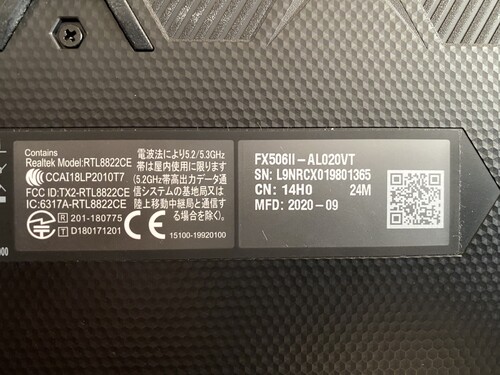 Contains
Realtek Model:RTL8822CE
CCAI18LP2010T7
FCC ID:TX2-RTL8822CE
IC:6317A-RTL8822CE
R 201-180775
T D180171201
電波法により5.2/5.3GHz
帯は屋内使用に限ります
(5.2GHz帯高出力データ通
信システムの基地局又は
陸上移動中継局と通信す
る場合を除く)
CE
15100-19920100
FX506II-AL020VT
SN: L9NRCX019801365
CN: 14H0 24M
MFD: 2020-09